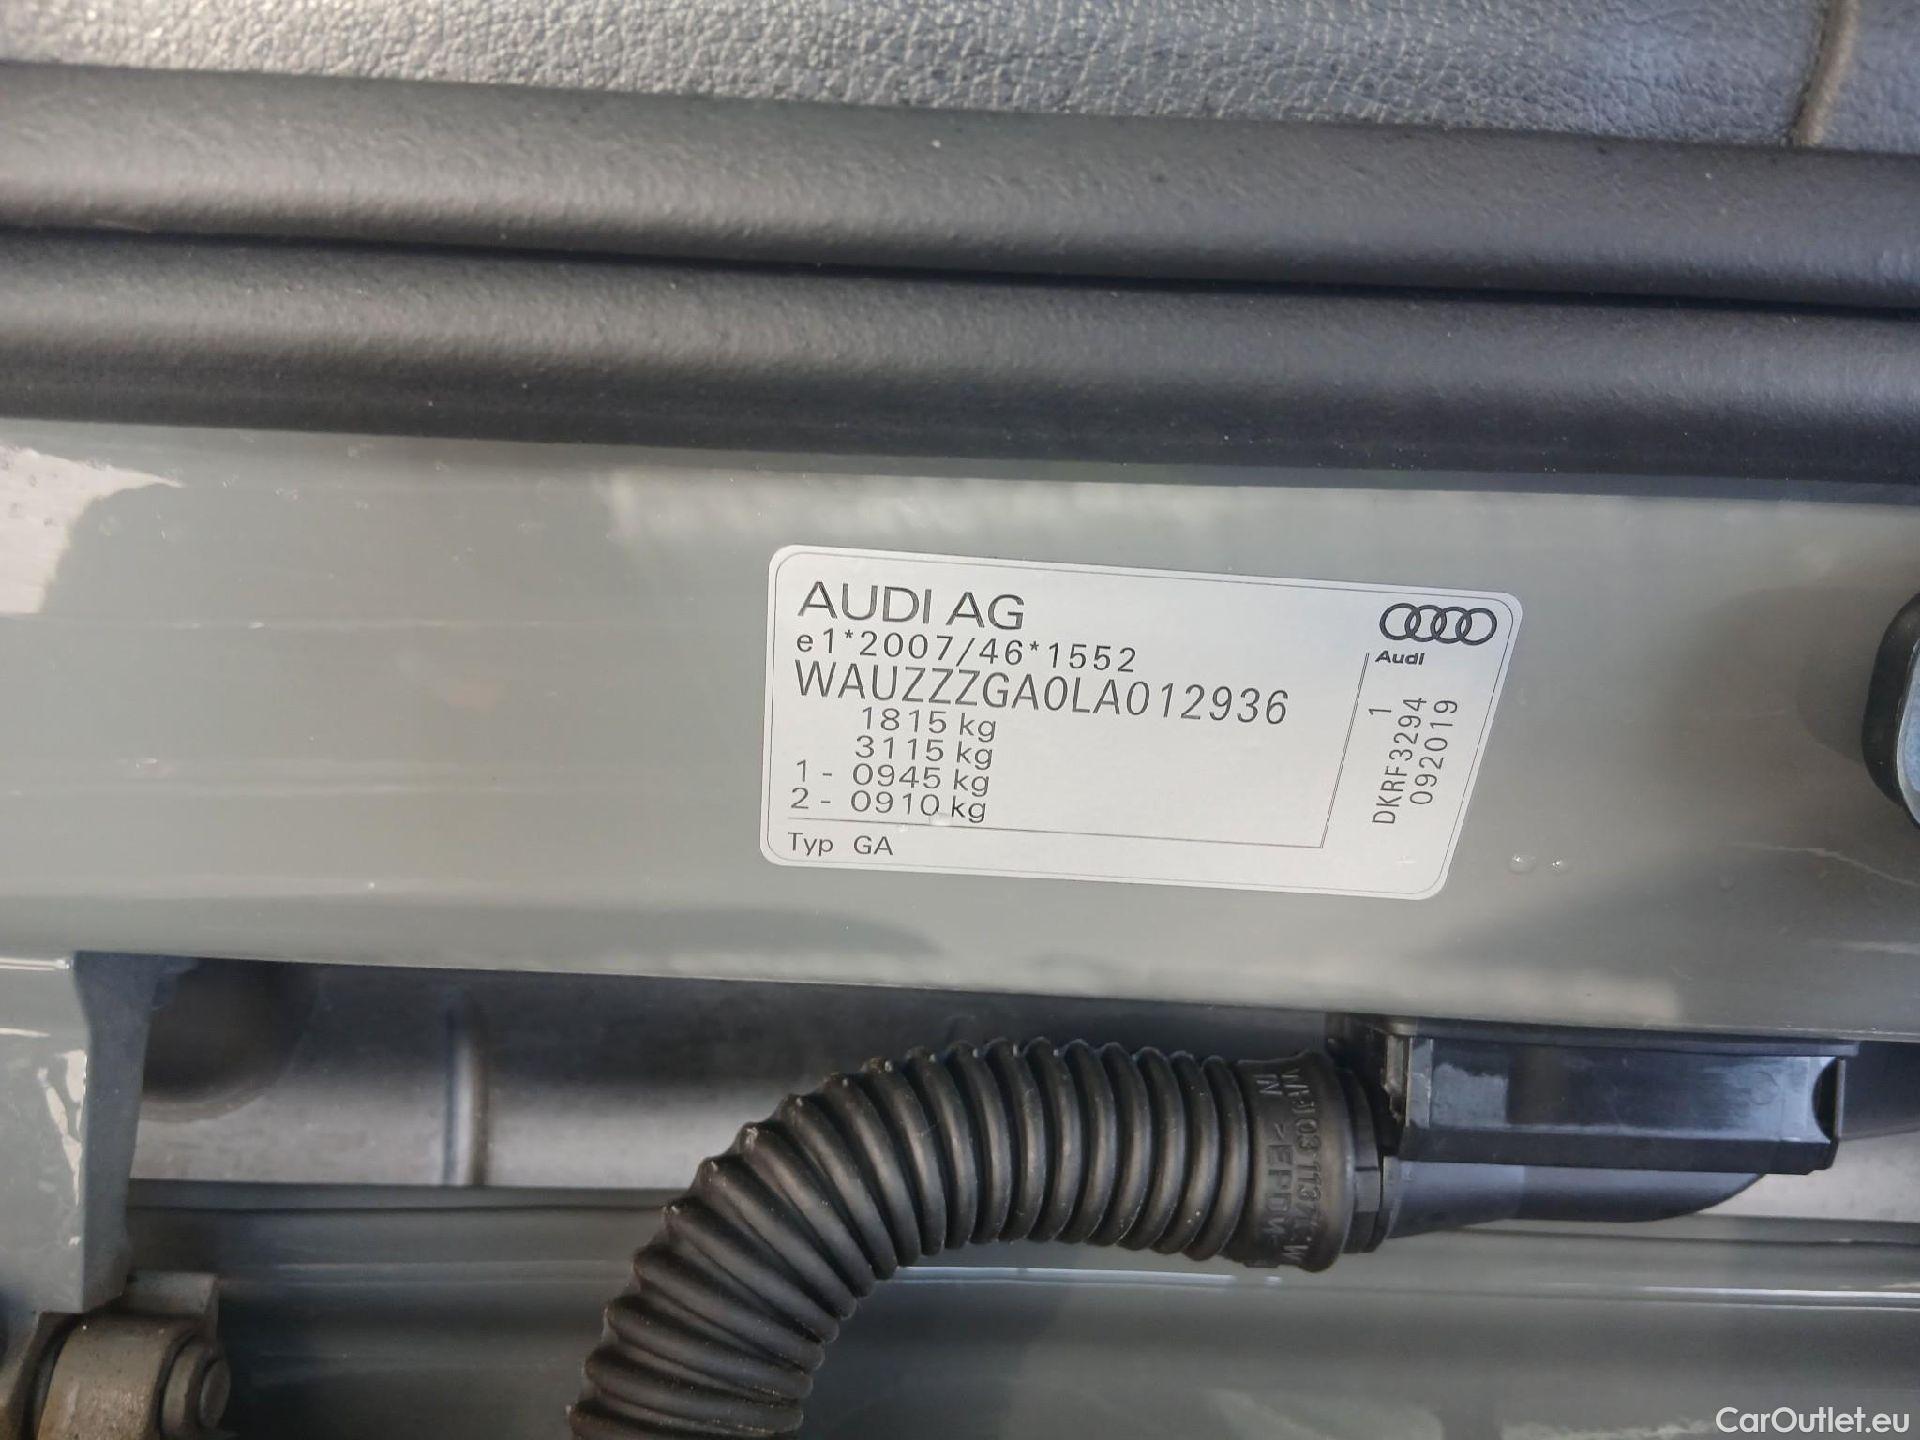 AUDI AG
e1*2007/46*1552
WAUZZZGA0LA012936
1815 kg
3115 kg
1 - 0945 kg
2 - 0910 kg
Typ GA
Audi
1
DKRF3294
092019
CarOutlet.eu